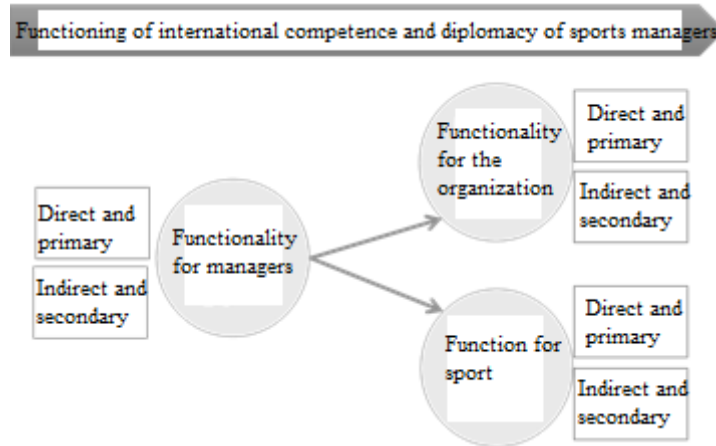 Functioning of international competence and diplomacy of sports managers
Direct and
primary
Indirect and
secondary
Functionality
for managers
Functionality
for the
organization
Direct and
primary
Indirect and
secondary
Function for
sport
Direct and
primary
Indirect and
secondary